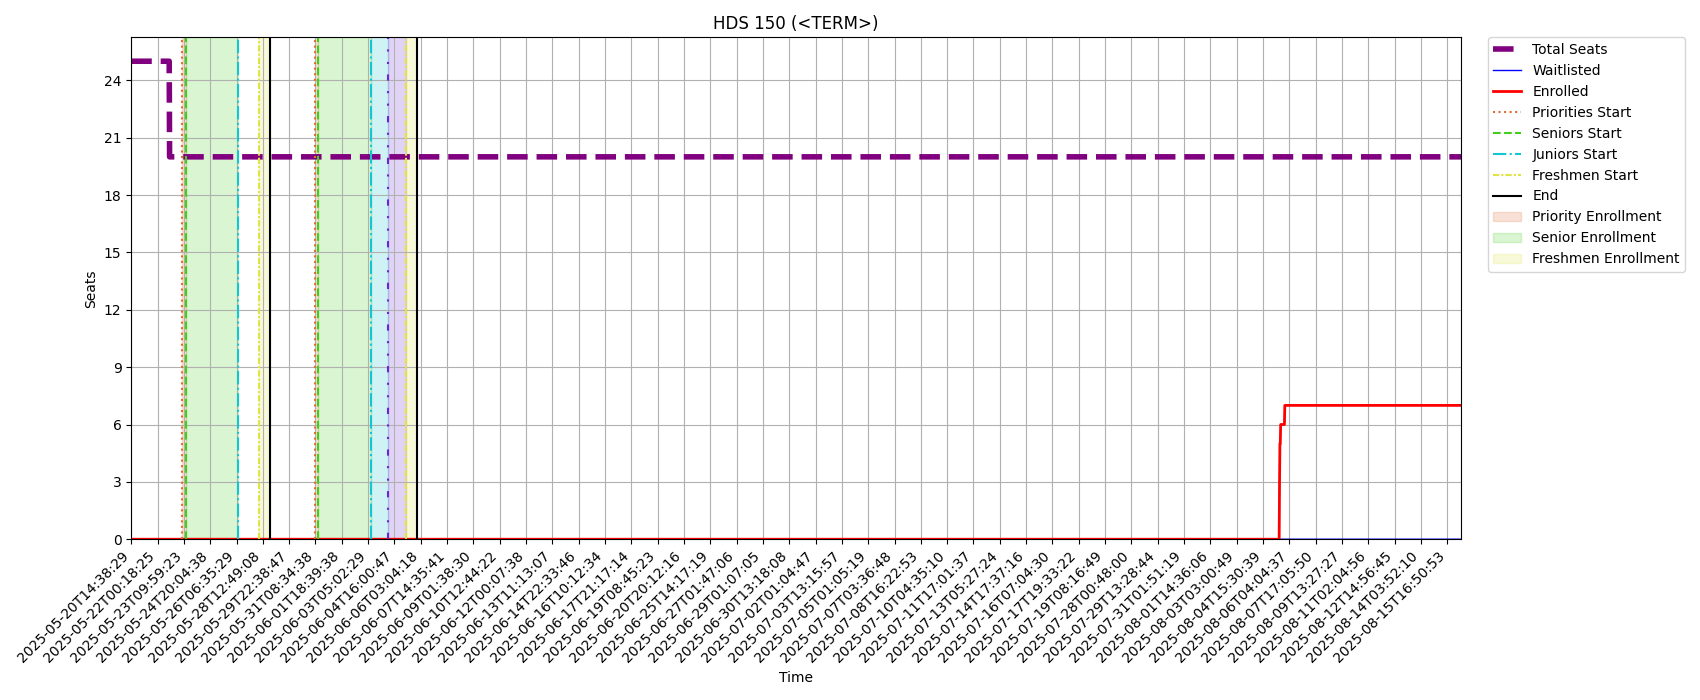 HDS 150 (<TERM>)
Total Seats
Waitlisted
Enrolled
Priorities Start
Seniors Start
Juniors Start
Freshmen Start
End
Priority Enrollment
Senior Enrollment
Freshmen Enrollment
Seats
24
21
18
15
12
9
6
3
0
2025-05-20T14:38:29
2025-05-22T00:18:25
2025-05-23T09:59:23
2025-05-24T20:04:38
2025-05-26T06:35:29
2025-05-28T12:49:08
2025-05-29T22:38:47
2025-05-31T08:34:38
2025-06-01T18:39:38
2025-06-03T05:02:29
2025-06-04T16:00:47
2025-06-06T03:04:18
2025-06-07T14:35:41
2025-06-10T01:38:30
2025-06-10T12:44:22
2025-06-12T00:07:38
2025-06-13T11:13:07
2025-06-14T22:33:46
2025-06-16T10:12:34
2025-06-17T21:17:14
2025-06-19T08:45:23
2025-06-20T20:12:16
2025-06-25T14:17:19
2025-06-27T01:47:06
2025-06-29T01:07:05
2025-06-30T13:18:08
2025-07-02T01:04:47
2025-07-03T13:15:57
2025-07-05T01:05:19
2025-07-07T03:36:48
2025-07-08T16:22:53
2025-07-10T04:35:10
2025-07-11T17:01:37
2025-07-13T05:27:24
2025-07-14T17:37:16
2025-07-16T07:04:30
2025-07-17T19:33:22
2025-07-19T08:16:49
2025-07-28T00:48:00
2025-07-29T13:28:44
2025-07-31T01:51:19
2025-08-01T14:36:06
2025-08-03T03:00:49
2025-08-04T15:30:39
2025-08-06T04:04:37
2025-08-07T17:05:50
2025-08-09T13:27:27
2025-08-11T02:04:56
2025-08-12T14:56:45
2025-08-14T03:52:10
2025-08-15T16:50:53
Time